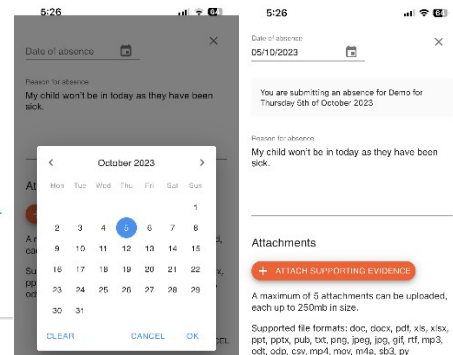 5:26
Date of absence
Reason for absence
My child won't be in today as they have been
sick.
October 2023
Mon Tue Wed Thu Fri Sat Sun
1
2 3 4 5 6 7 8
9 10 11 12 13 14 15
16 17 18 19 20 21 22
23 24 25 26 27 28 29
30 31
CLEAR CANCEL OK
5:26
Date of absence
05/10/2023
You are submitting an absence for Demo for
Thursday 5th of October 2023
Reason for absence
My child won't be in today as they have been
sick.
Attachments
+ ATTACH SUPPORTING EVIDENCE
A maximum of 5 attachments can be uploaded,
each up to 250mb in size.
Supported file formats: doc, docx, pdf, xls, xlsx,
ppt, pptx, pub, txt, png, jpeg, jpg, gif, rtf, mp3,
odt, odp, csv, mp4, mov, m4a, sb3, py